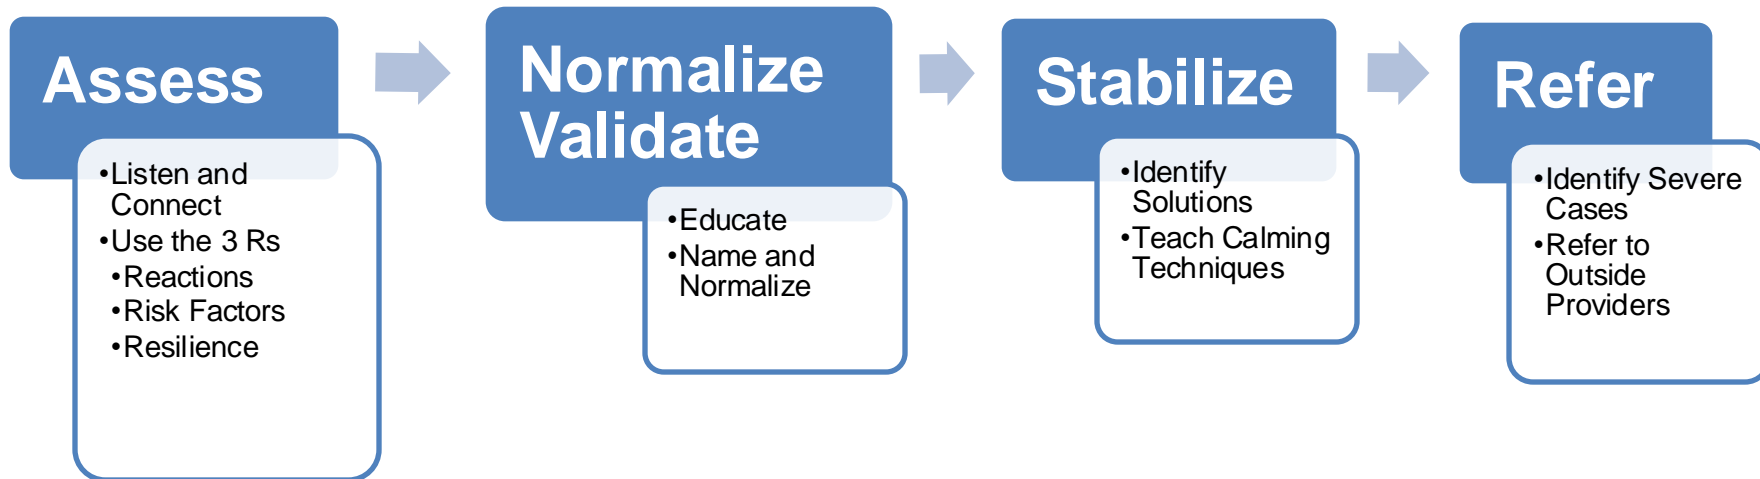 Assess
•Listen and
Connect
•Use the 3 Rs
•Reactions
•Risk Factors
•Resilience
Normalize
Validate
•Educate
•Name and
Normalize
Stabilize
•Identify
Solutions
•Teach Calming
Techniques
Refer
•Identify Severe
Cases
•Refer to
Outside
Providers